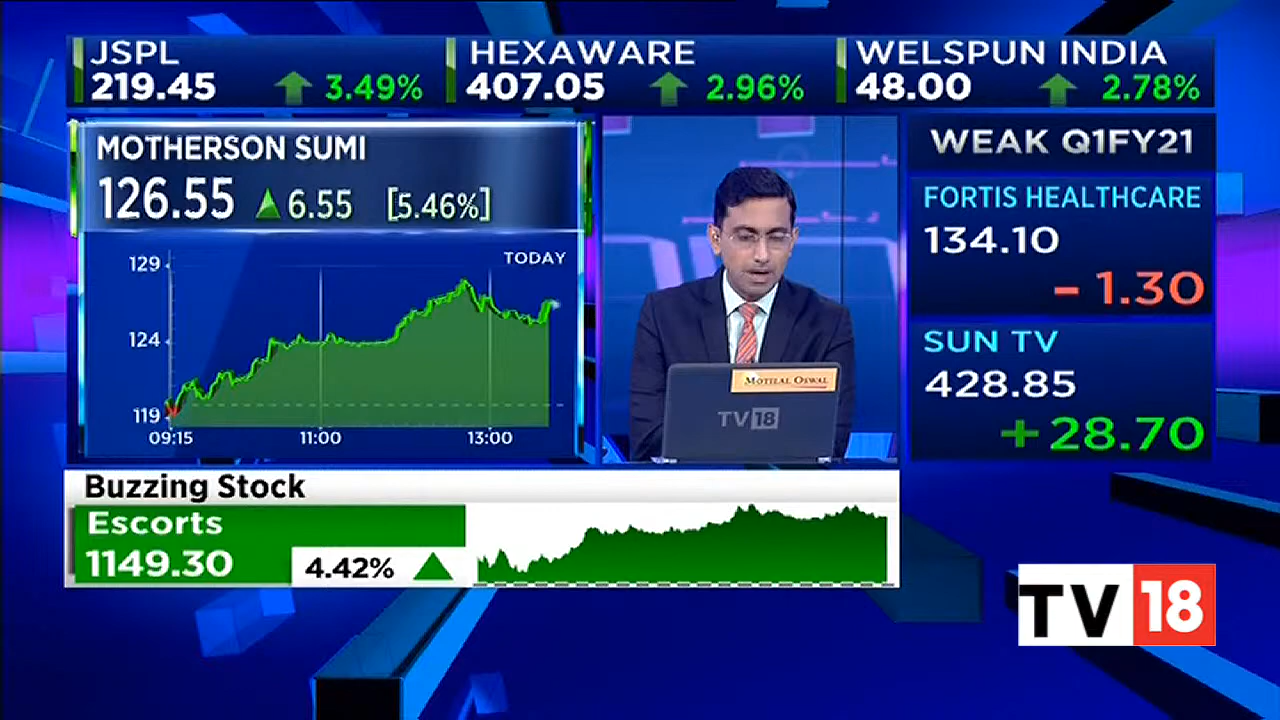 JSPL
219.45 3.49%
HEXAWARE
407.05 2.96%
WELSPUN INDIA
48.00 2.78%
MOTHERSON SUMI
126.55 6.55 [5.46%]
TODAY
129
124
119
09:15 11:00 13:00
MOTILAL OSWAL
TV18
WEAK Q1FY21
FORTIS HEALTHCARE
134.10
- 1.30
SUN TV
428.85
+28.70
Buzzing Stock
Escorts
1149.30 4.42%
TV18